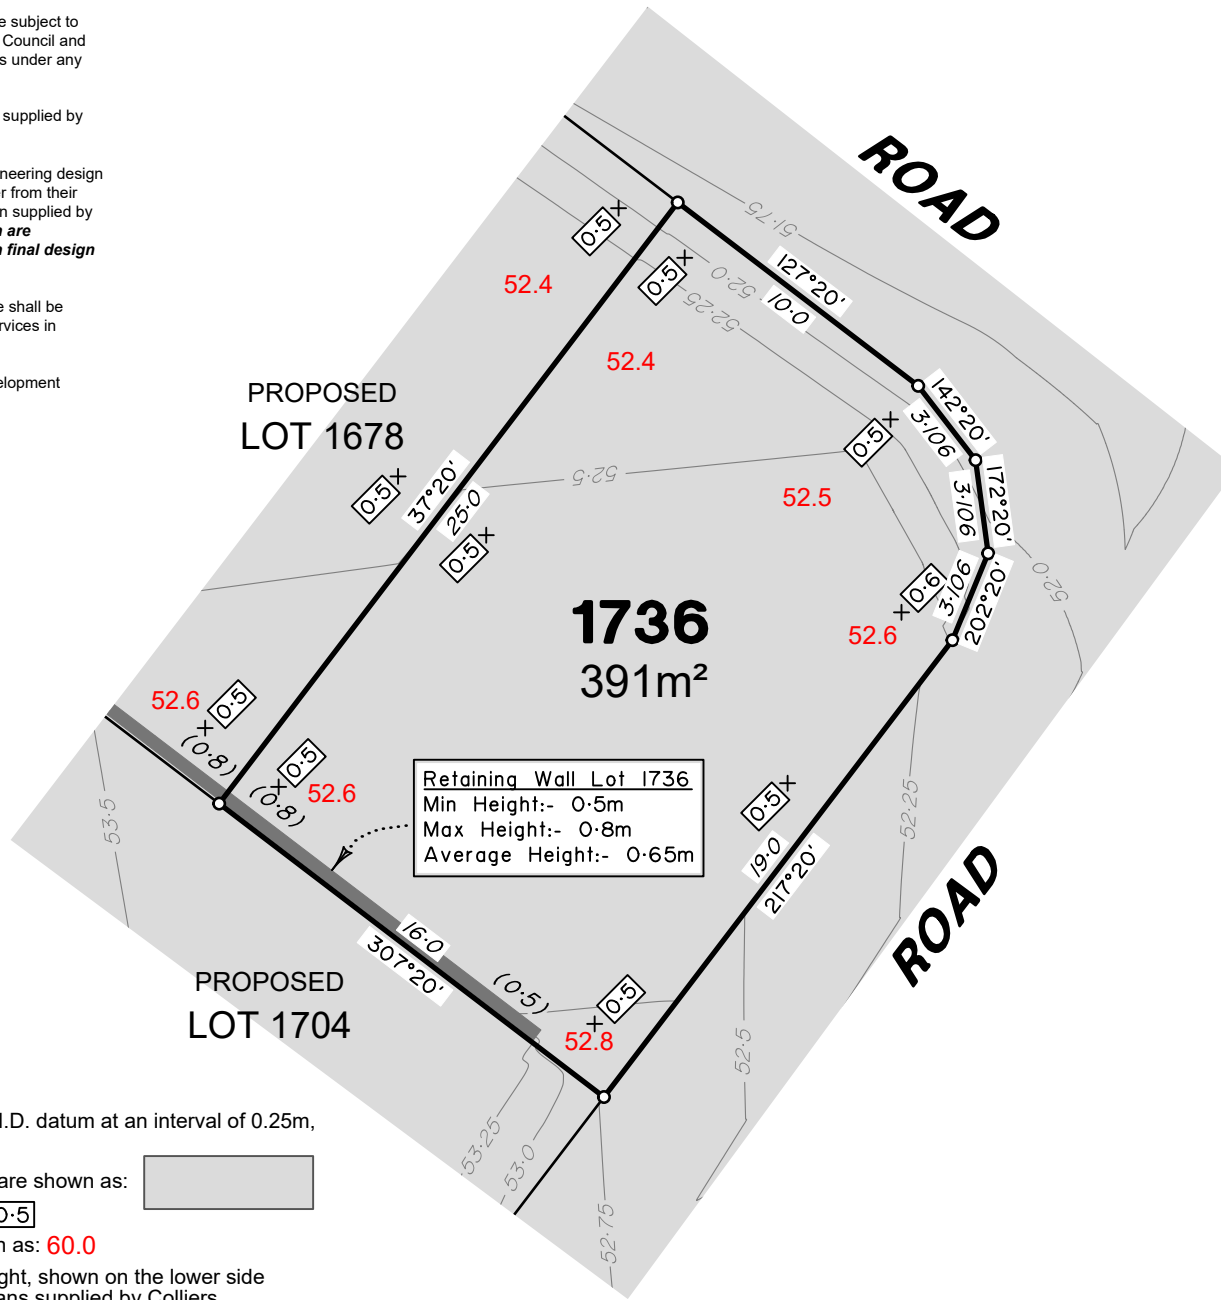 e subject to
Council and
s under any
supplied by
neering design
er from their
n supplied by
n are
n final design
e shall be
rvices in
elopment
ROAD
51·75
52·0
52·25
127°20'
10·0
0·5
52.4
0·5
52.4
PROPOSED
LOT 1678
142°20'
3·106
172°20'
3·106
3·106
202°20'
52·0
0·5
52.5
52·5
37°20'
25·0
0·5
0·5
0·6
52.6
1736
391m²
52.6
0·5
(0·8)
0·5
(0·8)
52.6
Retaining Wall Lot 1736
Min Height:- 0·5m
Max Height:- 0·8m
Average Height:- 0·65m
0·5
19·0
217°20'
52·25
53·5
ROAD
16·0
307°20'
PROPOSED
LOT 1704
(0·5)
0·5
52.8
52·5
53·25
53·0
52·75
I.D. datum at an interval of 0.25m,
are shown as:
0·5
n as: 60.0
ght, shown on the lower side
ans supplied by Colliers